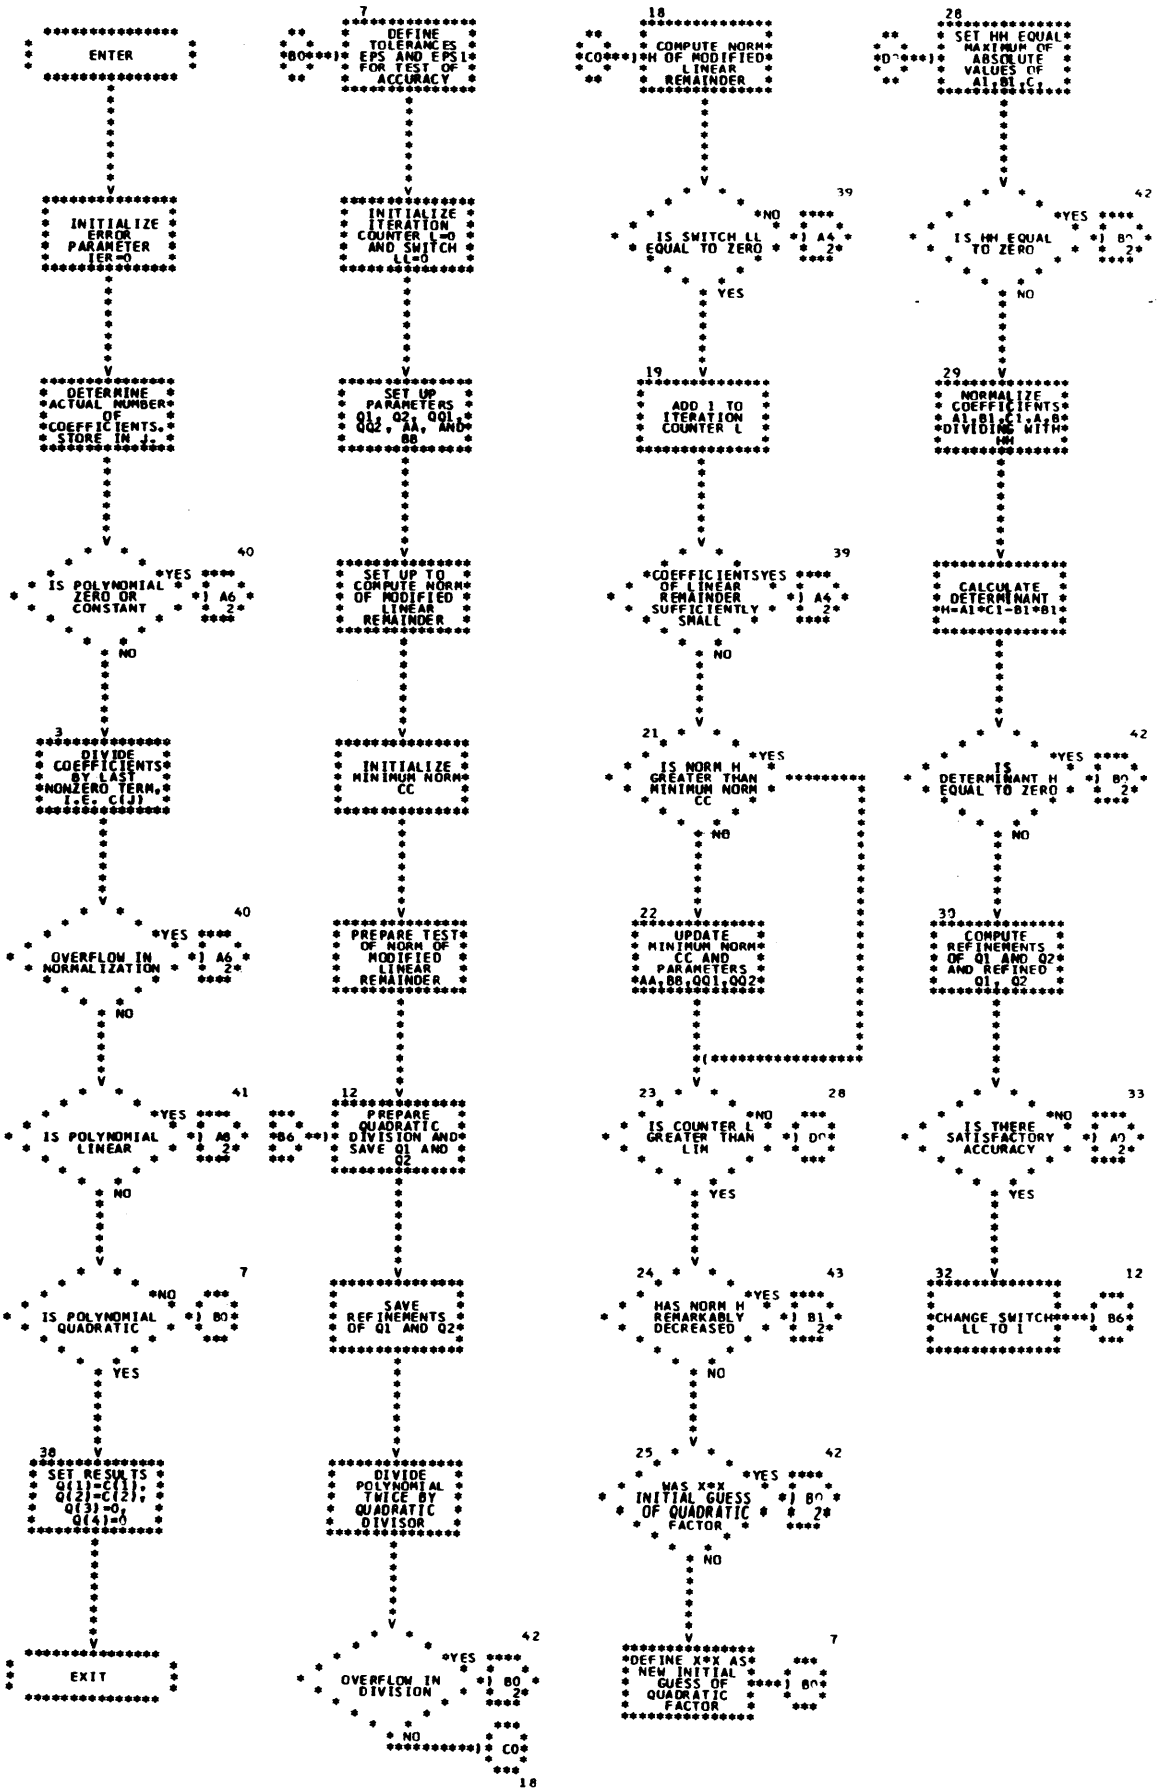 ENTER
INITIALIZE
ERROR
PARAMETER
IER=0
DETERMINE
ACTUAL NUMBER
OF
COEFFICIENTS.
STORE IN J.
40
IS POLYNOMIAL
ZERO OR
CONSTANT
YES
A6
2
NO
3
DIVIDE
COEFFICIENTS
BY LAST
NONZERO TERM,
I.E. C(J)
40
OVERFLOW IN
NORMALIZATION
YES
A6
2
NO
41
IS POLYNOMIAL
LINEAR
YES
A8
2
NO
7
IS POLYNOMIAL
QUADRATIC
NO
B0
YES
38
SET RESULTS
Q(1)=C(1),
Q(2)=C(2),
Q(3)=0,
Q(4)=0
EXIT
7
B0
DEFINE
TOLERANCES
EPS AND EPS1
FOR TEST OF
ACCURACY
INITIALIZE
ITERATION
COUNTER L=0
AND SWITCH
LL=0
SET UP
PARAMETERS
Q1, Q2, QQ1,
QQ2, AA, AND
BB
SET UP TO
COMPUTE NORM
OF MODIFIED
LINEAR
REMAINDER
INITIALIZE
MINIMUM NORM
CC
PREPARE TEST
OF NORM OF
MODIFIED
LINEAR
REMAINDER
12
B6
PREPARE
QUADRATIC
DIVISION AND
SAVE Q1 AND
Q2
SAVE
REFINEMENTS
OF Q1 AND Q2
DIVIDE
POLYNOMIAL
TWICE BY
QUADRATIC
DIVISOR
42
OVERFLOW IN
DIVISION
YES
B0
2
NO
C0
18
18
C0
COMPUTE NORM
H OF MODIFIED
LINEAR
REMAINDER
39
IS SWITCH LL
EQUAL TO ZERO
NO
A4
2
YES
19
ADD 1 TO
ITERATION
COUNTER L
39
COEFFICIENTS
OF LINEAR
REMAINDER
SUFFICIENTLY
SMALL
YES
A4
2
NO
21
IS NORM H
GREATER THAN
MINIMUM NORM
CC
YES
NO
22
UPDATE
MINIMUM NORM
CC AND
PARAMETERS
AA,BB,QQ1,QQ2
23
28
IS COUNTER L
GREATER THAN
LIM
NO
D0
YES
24
43
HAS NORM H
REMARKABLY
DECREASED
YES
B1
2
NO
25
42
WAS X*X
INITIAL GUESS
OF QUADRATIC
FACTOR
YES
B0
2
NO
7
DEFINE X*X AS
NEW INITIAL
GUESS OF
QUADRATIC
FACTOR
B0
28
D0
SET HH EQUAL
MAXIMUM OF
ABSOLUTE
VALUES OF
A1,B1,C,
42
IS HH EQUAL
TO ZERO
YES
B0
2
NO
29
NORMALIZE
COEFFICIENTS
A1,B1,C1,A,B
DIVIDING WITH
HH
CALCULATE
DETERMINANT
H=A1*C1-B1*B1
42
IS
DETERMINANT H
EQUAL TO ZERO
YES
B0
2
NO
30
COMPUTE
REFINEMENTS
OF Q1 AND Q2
AND REFINED
Q1, Q2
33
IS THERE
SATISFACTORY
ACCURACY
NO
A0
2
YES
32
12
CHANGE SWITCH
LL TO 1
B6